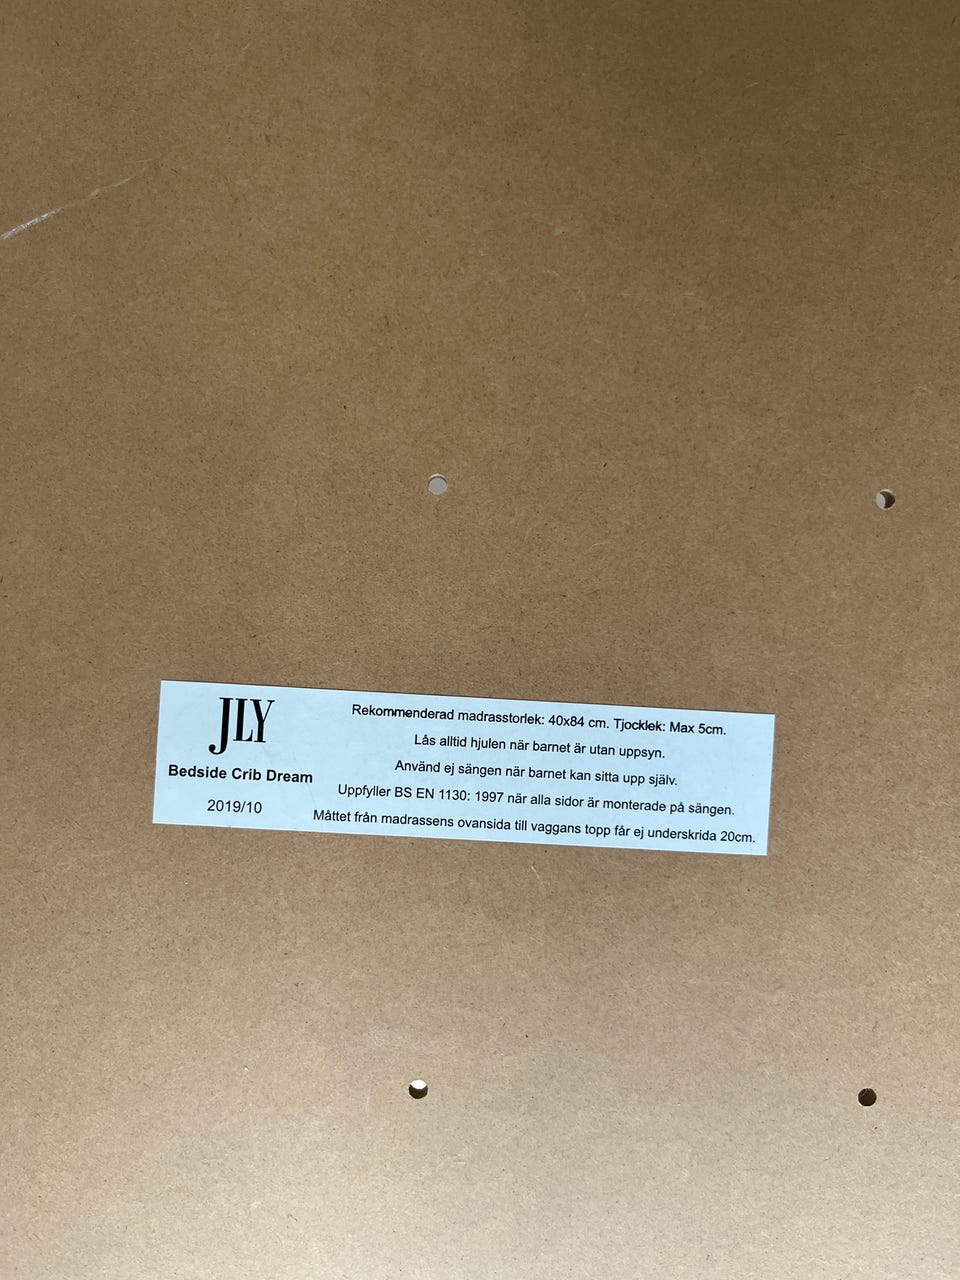 JLY
Bedside Crib Dream
2019/10
Rekommenderad madrasstorlek: 40x84 cm. Tjocklek: Max 5cm.
Lås alltid hjulen när barnet är utan uppsyn.
Använd ej sängen när barnet kan sitta upp själv.
Uppfyller BS EN 1130: 1997 när alla sidor är monterade på sängen.
Måttet från madrassens ovansida till vaggans topp får ej underskrida 20cm.